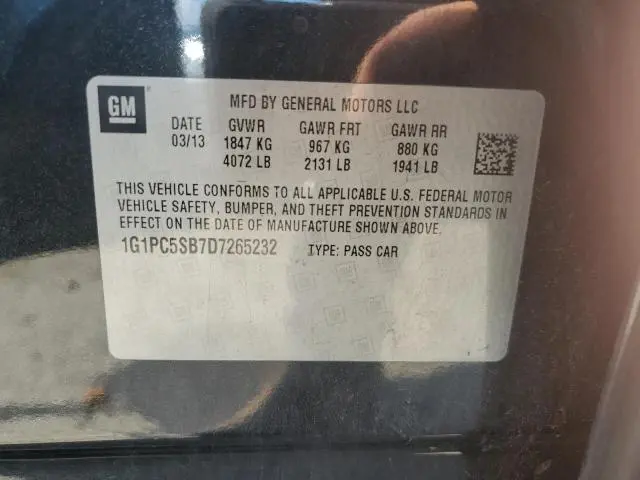 GM
MFD BY GENERAL MOTORS LLC
DATE GVWR GAWR FRT GAWR RR
03/13 1847 KG 967 KG 880 KG
4072 LB 2131 LB 1941 LB
THIS VEHICLE CONFORMS TO ALL APPLICABLE U.S. FEDERAL MOTOR
VEHICLE SAFETY, BUMPER, AND THEFT PREVENTION STANDARDS IN
EFFECT ON THE DATE OF MANUFACTURE SHOWN ABOVE.
1G1PC5SB7D7265232 TYPE: PASS CAR